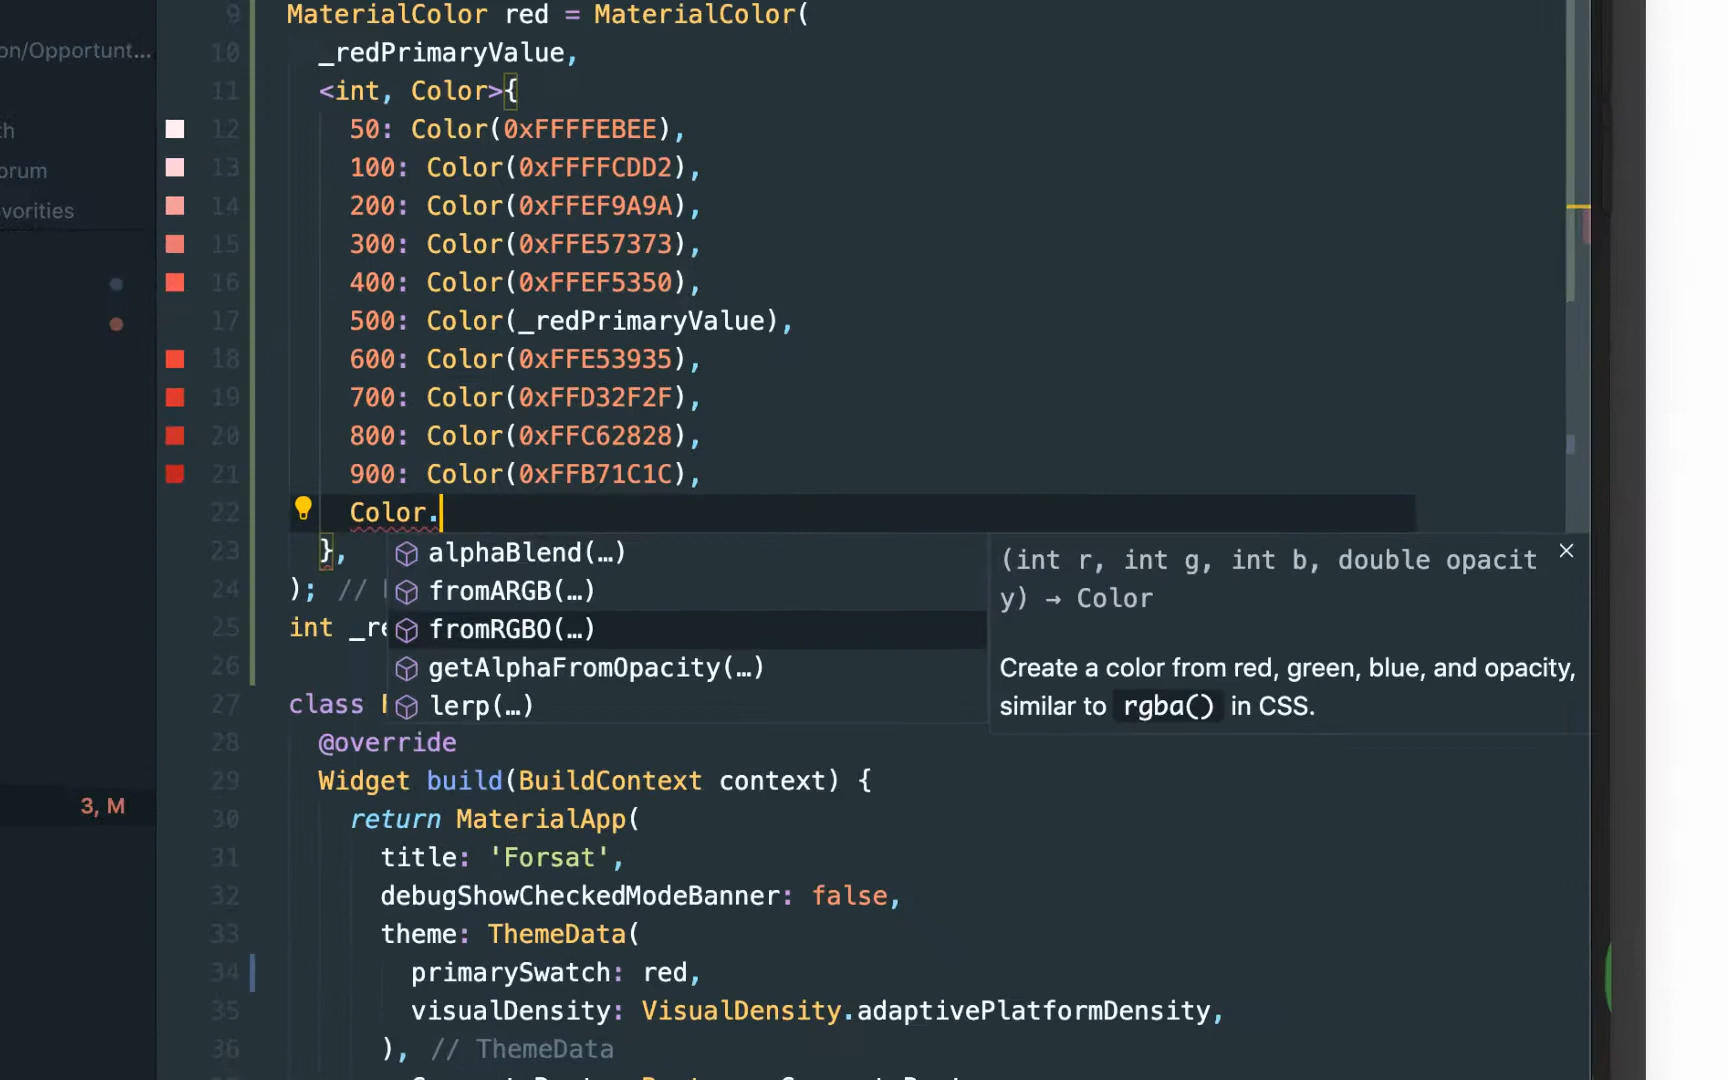 9 MaterialColor red = MaterialColor(
on/Opportunt...
10 _redPrimaryValue,
11 <int, Color>{
th
12 50: Color(0xFFFFEBEE),
orum
13 100: Color(0xFFFFCDD2),
vorities
14 200: Color(0xFFEF9A9A),
15 300: Color(0xFFE57373),
16 400: Color(0xFFEF5350),
17 500: Color(_redPrimaryValue),
18 600: Color(0xFFE53935),
19 700: Color(0xFFD32F2F),
20 800: Color(0xFFC62828),
21 900: Color(0xFFB71C1C),
22 Color.
23 },
alphaBlend(…)
24 ); //
fromARGB(…)
25 int _re
fromRGBO(…)
26
getAlphaFromOpacity(…)
27 class
lerp(…)
(int r, int g, int b, double opacit
y) → Color
Create a color from red, green, blue, and opacity,
similar to rgba() in CSS.
28 @override
29 Widget build(BuildContext context) {
3, M
30 return MaterialApp(
31 title: 'Forsat',
32 debugShowCheckedModeBanner: false,
33 theme: ThemeData(
34 primarySwatch: red,
35 visualDensity: VisualDensity.adaptivePlatformDensity,
36 ), // ThemeData